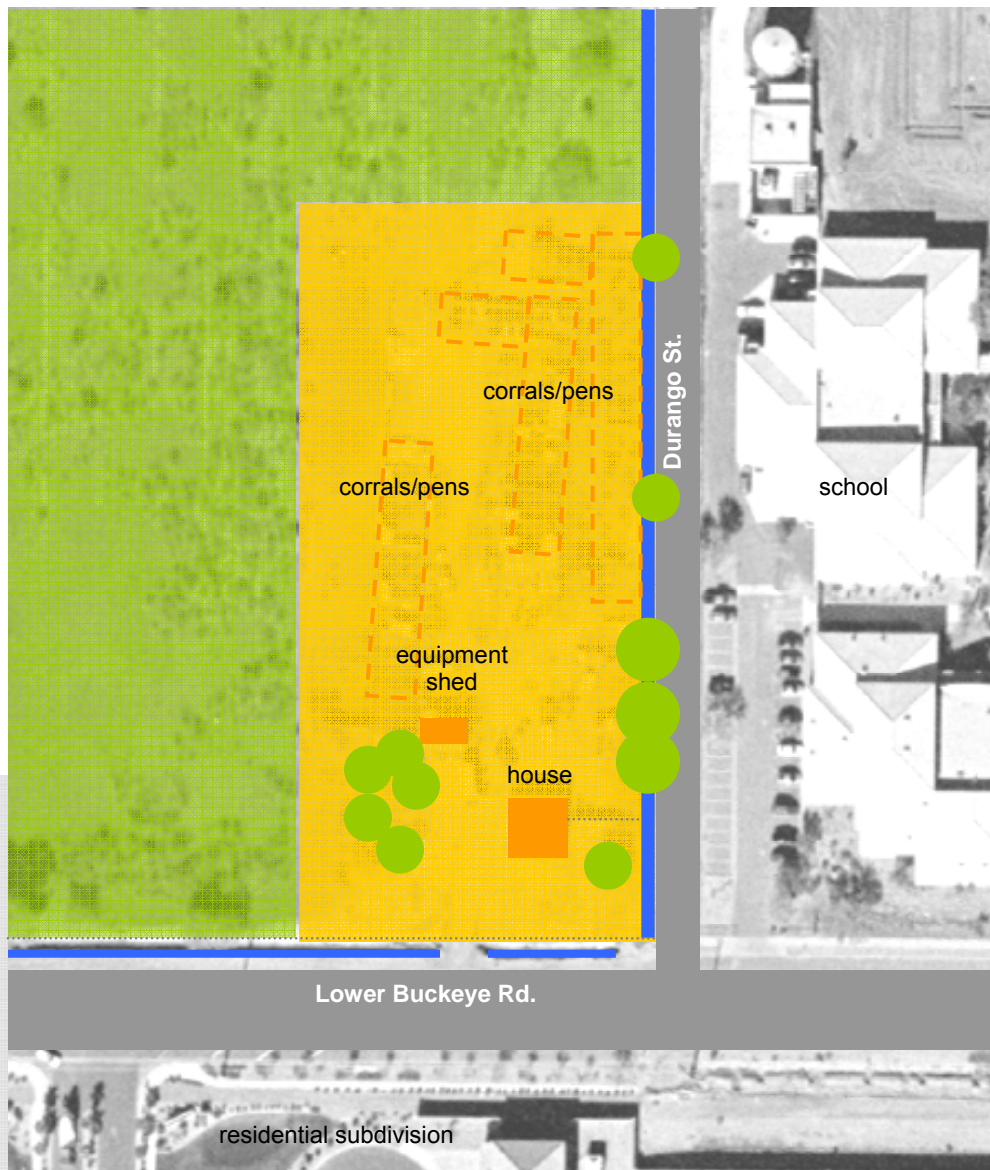 corrals/pens
Durango St.
corrals/pens
school
equipment
shed
house
Lower Buckeye Rd.
residential subdivision